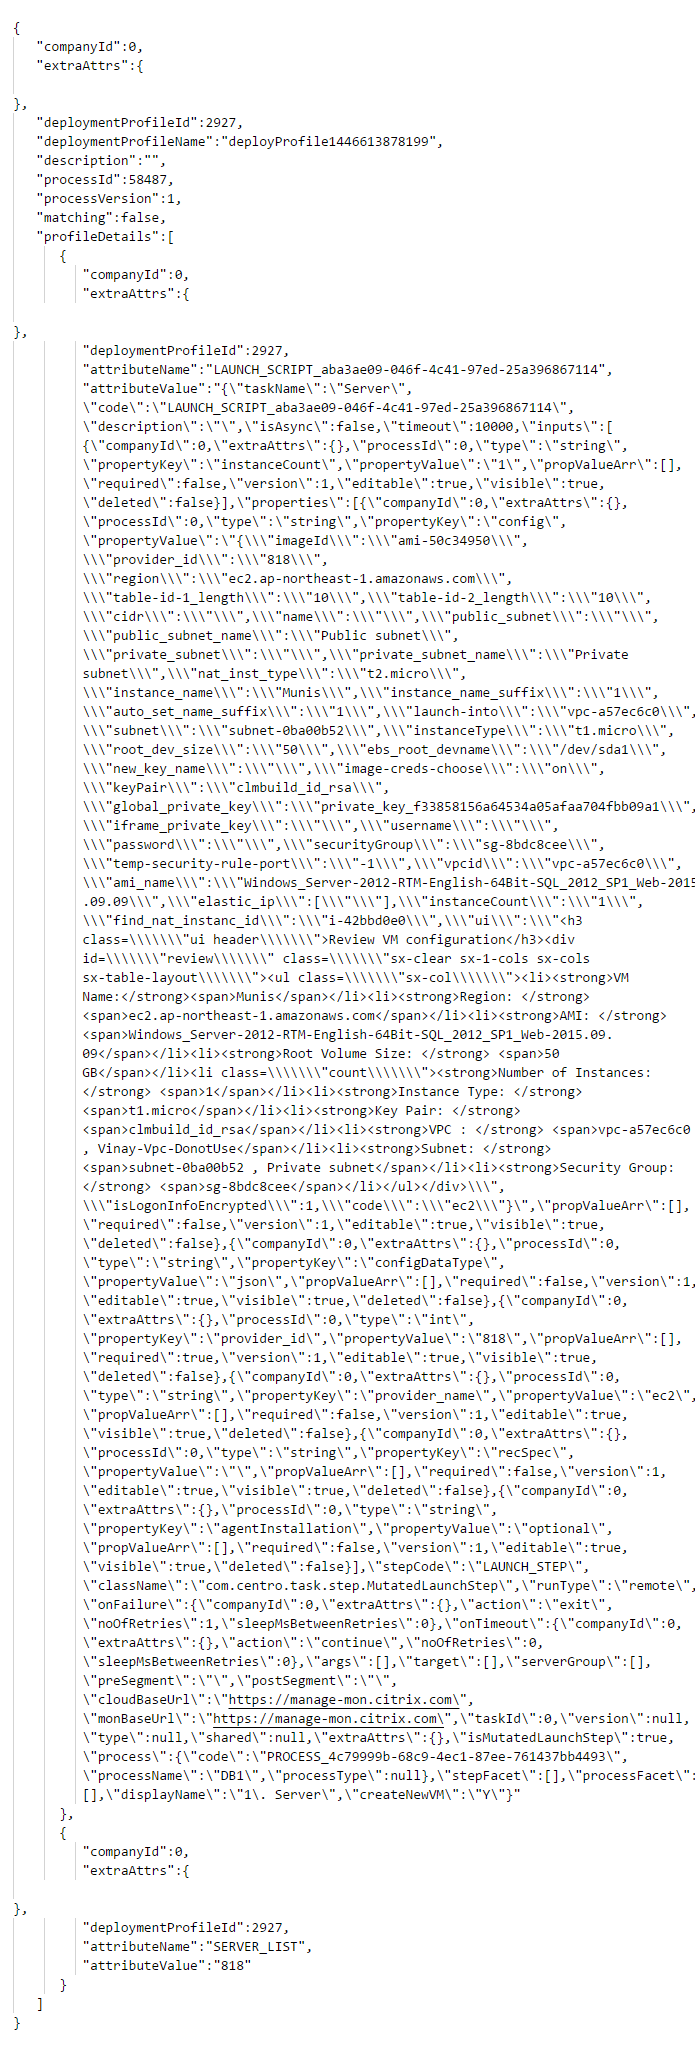 {
"companyId":0,
"extraAttrs":{
},
"deploymentProfileId":2927,
"deploymentProfileName":"deployProfile1446613878199",
"description":"",
"processId":58487,
"processVersion":1,
"matching":false,
"profileDetails":[
{
"companyId":0,
"extraAttrs":{
},
"deploymentProfileId":2927,
"attributeName":"LAUNCH_SCRIPT_aba3ae09-046f-4c41-97ed-25a396867114",
"attributeValue":"{\"taskName\":\"Server\",
\"code\":\"LAUNCH_SCRIPT_aba3ae09-046f-4c41-97ed-25a396867114\",
\"description\":\"\",\"isAsync\":false,\"timeout\":10000,\"inputs\":[
{\"companyId\":0,\"extraAttrs\":{},\"processId\":0,\"type\":\"string\",
\"propertyKey\":\"instanceCount\",\"propertyValue\":\"1\",\"propValueArr\":[],
\"required\":false,\"version\":1,\"editable\":true,\"visible\":true,
\"deleted\":false}],\"properties\":[{\"companyId\":0,\"extraAttrs\":{},
\"processId\":0,\"type\":\"string\",\"propertyKey\":\"config\",
\"propertyValue\":\"{\\\"imageId\\\":\\\"ami-50c34950\\\",
\\\"provider_id\\\":\\\"818\\\",
\\\"region\\\":\\\"ec2.ap-northeast-1.amazonaws.com\\\",
\\\"table-id-1_length\\\":\\\"10\\\",\\\"table-id-2_length\\\":\\\"10\\\",
\\\"cidr\\\":\\\"\\\",\\\"name\\\":\\\"\\\",\\\"public_subnet\\\":\\\"\\\",
\\\"public_subnet_name\\\":\\\"Public subnet\\\",
\\\"private_subnet\\\":\\\"\\\",\\\"private_subnet_name\\\":\\\"Private
subnet\\\",\\\"nat_inst_type\\\":\\\"t2.micro\\\",
\\\"instance_name\\\":\\\"Munis\\\",\\\"instance_name_suffix\\\":\\\"1\\\",
\\\"auto_set_name_suffix\\\":\\\"1\\\",\\\"launch-into\\\":\\\"vpc-a57ec6c0\\\",
\\\"subnet\\\":\\\"subnet-0ba00b52\\\",\\\"instanceType\\\":\\\"t1.micro\\\",
\\\"root_dev_size\\\":\\\"50\\\",\\\"ebs_root_devname\\\":\\\"/dev/sda1\\\",
\\\"new_key_name\\\":\\\"\\\",\\\"image-creds-choose\\\":\\\"on\\\",
\\\"keyPair\\\":\\\"clmbuild_id_rsa\\\",
\\\"global_private_key\\\":\\\"private_key_f33858156a64534a05afaa704fbb09a1\\\",
\\\"iframe_private_key\\\":\\\"\\\",\\\"username\\\":\\\"\\\",
\\\"password\\\":\\\"\\\",\\\"securityGroup\\\":\\\"sg-8bdc8cee\\\",
\\\"temp-security-rule-port\\\":\\\"-1\\\",\\\"vpcid\\\":\\\"vpc-a57ec6c0\\\",
\\\"ami_name\\\":\\\"Windows_Server-2012-RTM-English-64Bit-SQL_2012_SP1_Web-2015
.09.09\\\",\\\"elastic_ip\\\":[\\\"\\\"],\\\"instanceCount\\\":\\\"1\\\",
\\\"find_nat_instanc_id\\\":\\\"i-42bbd0e0\\\",\\\"ui\\\":\\\"<h3
class=\\\\\\\"ui header\\\\\\\">Review VM configuration</h3><div
id=\\\\\\\"review\\\\\\\" class=\\\\\\\"sx-clear sx-1-cols sx-cols
sx-table-layout\\\\\\\"><ul class=\\\\\\\"sx-col\\\\\\\"><li><strong>VM
Name:</strong><span>Munis</span></li><li><strong>Region: </strong>
<span>ec2.ap-northeast-1.amazonaws.com</span></li><li><strong>AMI: </strong>
<span>Windows_Server-2012-RTM-English-64Bit-SQL_2012_SP1_Web-2015.09.
09</span></li><li><strong>Root Volume Size: </strong> <span>50
GB</span></li><li class=\\\\\\\"count\\\\\\\"><strong>Number of Instances:
</strong> <span>1</span></li><li><strong>Instance Type: </strong>
<span>t1.micro</span></li><li><strong>Key Pair: </strong>
<span>clmbuild_id_rsa</span></li><li><strong>VPC : </strong> <span>vpc-a57ec6c0
, Vinay-Vpc-DonotUse</span></li><li><strong>Subnet: </strong>
<span>subnet-0ba00b52 , Private subnet</span></li><li><strong>Security Group:
</strong> <span>sg-8bdc8cee</span></li></ul></div>\\\",
\\\"isLogonInfoEncrypted\\\":1,\\\"code\\\":\\\"ec2\\\"}\",\"propValueArr\":[],
\"required\":false,\"version\":1,\"editable\":true,\"visible\":true,
\"deleted\":false},{\"companyId\":0,\"extraAttrs\":{},\"processId\":0,
\"type\":\"string\",\"propertyKey\":\"configDataType\",
\"propertyValue\":\"json\",\"propValueArr\":[],\"required\":false,\"version\":1,
\"editable\":true,\"visible\":true,\"deleted\":false},{\"companyId\":0,
\"extraAttrs\":{},\"processId\":0,\"type\":\"int\",
\"propertyKey\":\"provider_id\",\"propertyValue\":\"818\",\"propValueArr\":[],
\"required\":true,\"version\":1,\"editable\":true,\"visible\":true,
\"deleted\":false},{\"companyId\":0,\"extraAttrs\":{},\"processId\":0,
\"type\":\"string\",\"propertyKey\":\"provider_name\",\"propertyValue\":\"ec2\",
\"propValueArr\":[],\"required\":false,\"version\":1,\"editable\":true,
\"visible\":true,\"deleted\":false},{\"companyId\":0,\"extraAttrs\":{},
\"processId\":0,\"type\":\"string\",\"propertyKey\":\"recSpec\",
\"propertyValue\":\"\",\"propValueArr\":[],\"required\":false,\"version\":1,
\"editable\":true,\"visible\":true,\"deleted\":false},{\"companyId\":0,
\"extraAttrs\":{},\"processId\":0,\"type\":\"string\",
\"propertyKey\":\"agentInstallation\",\"propertyValue\":\"optional\",
\"propValueArr\":[],\"required\":false,\"version\":1,\"editable\":true,
\"visible\":true,\"deleted\":false}],\"stepCode\":\"LAUNCH_STEP\",
\"className\":\"com.centro.task.step.MutatedLaunchStep\",\"runType\":\"remote\",
\"onFailure\":{\"companyId\":0,\"extraAttrs\":{},\"action\":\"exit\",
\"noOfRetries\":1,\"sleepMsBetweenRetries\":0},\"onTimeout\":{\"companyId\":0,
\"extraAttrs\":{},\"action\":\"continue\",\"noOfRetries\":0,
\"sleepMsBetweenRetries\":0},\"args\":[],\"target\":[],\"serverGroup\":[],
\"preSegment\":\"\",\"postSegment\":\"\",
\"cloudBaseUrl\":\"https://manage-mon.citrix.com\",
\"monBaseUrl\":\"https://manage-mon.citrix.com\",\"taskId\":0,\"version\":null,
\"type\":null,\"shared\":null,\"extraAttrs\":{},\"isMutatedLaunchStep\":true,
\"process\":{\"code\":\"PROCESS_4c79999b-68c9-4ec1-87ee-761437bb4493\",
\"processName\":\"DB1\",\"processType\":null},\"stepFacet\":[],\"processFacet\":
[],\"displayName\":\"1\. Server\",\"createNewVM\":\"Y\"}"
},
{
"companyId":0,
"extraAttrs":{
},
"deploymentProfileId":2927,
"attributeName":"SERVER_LIST",
"attributeValue":"818"
}
]
}